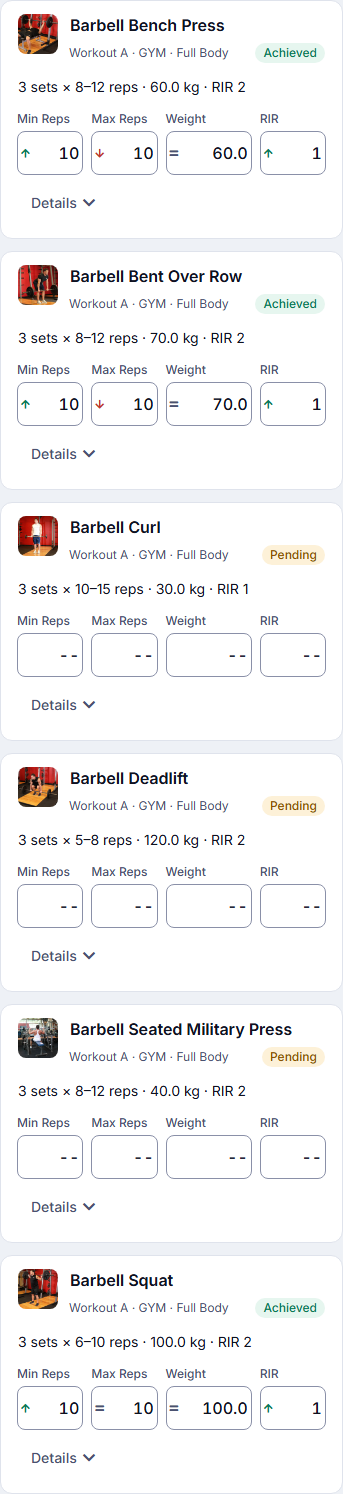 Barbell Bench Press
Workout A · GYM · Full Body Achieved
3 sets × 8–12 reps · 60.0 kg · RIR 2
Min Reps Max Reps Weight RIR
↑ 10 ↓ 10 = 60.0 ↑ 1
Details
Barbell Bent Over Row
Workout A · GYM · Full Body Achieved
3 sets × 8–12 reps · 70.0 kg · RIR 2
Min Reps Max Reps Weight RIR
↑ 10 ↓ 10 = 70.0 ↑ 1
Details
Barbell Curl
Workout A · GYM · Full Body Pending
3 sets × 10–15 reps · 30.0 kg · RIR 1
Min Reps Max Reps Weight RIR
-- -- -- --
Details
Barbell Deadlift
Workout A · GYM · Full Body Pending
3 sets × 5–8 reps · 120.0 kg · RIR 2
Min Reps Max Reps Weight RIR
-- -- -- --
Details
Barbell Seated Military Press
Workout A · GYM · Full Body Pending
3 sets × 8–12 reps · 40.0 kg · RIR 2
Min Reps Max Reps Weight RIR
-- -- -- --
Details
Barbell Squat
Workout A · GYM · Full Body Achieved
3 sets × 6–10 reps · 100.0 kg · RIR 2
Min Reps Max Reps Weight RIR
↑ 10 = 10 = 100.0 ↑ 1
Details